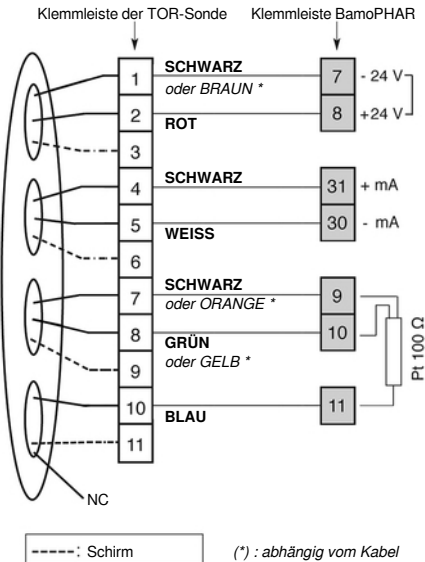 Klemmleiste der TOR-Sonde Klemmleiste BamoPHAR
1 SCHWARZ 7 - 24 V
oder BRAUN *
2 ROT 8 +24 V
3
4 SCHWARZ 31 + mA
5 WEISS 30 - mA
6
7 SCHWARZ 9
oder ORANGE *
8 GRÜN 10
oder GELB *
9
Pt 100 Ω
10 BLAU 11
11
NC
: Schirm (*) : abhängig vom Kabel